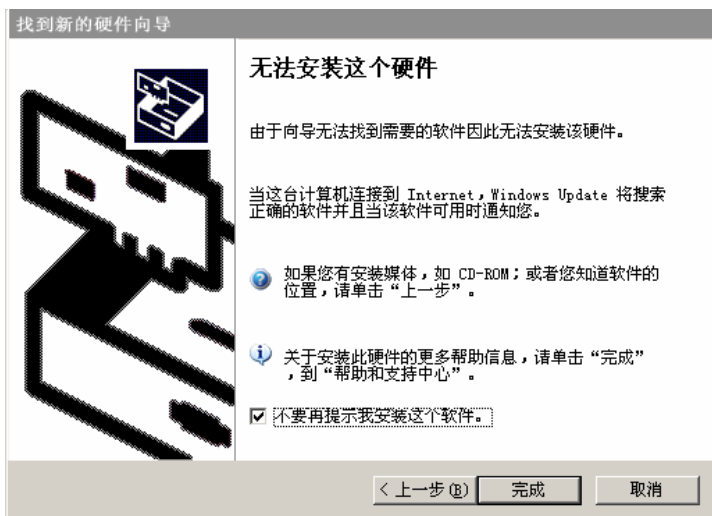 找到新的硬件向导
无法安装这个硬件
由于向导无法找到需要的软件因此无法安装该硬件。
当这台计算机连接到 Internet，Windows Update 将搜索
正确的软件并且当该软件可用时通知您。
如果您有安装媒体，如 CD-ROM；或者您知道软件的
位置，请单击“上一步”。
关于安装此硬件的更多帮助信息，请单击“完成”
，到“帮助和支持中心”。
不要再提示我安装这个软件。
< 上一步(B)
完成
取消